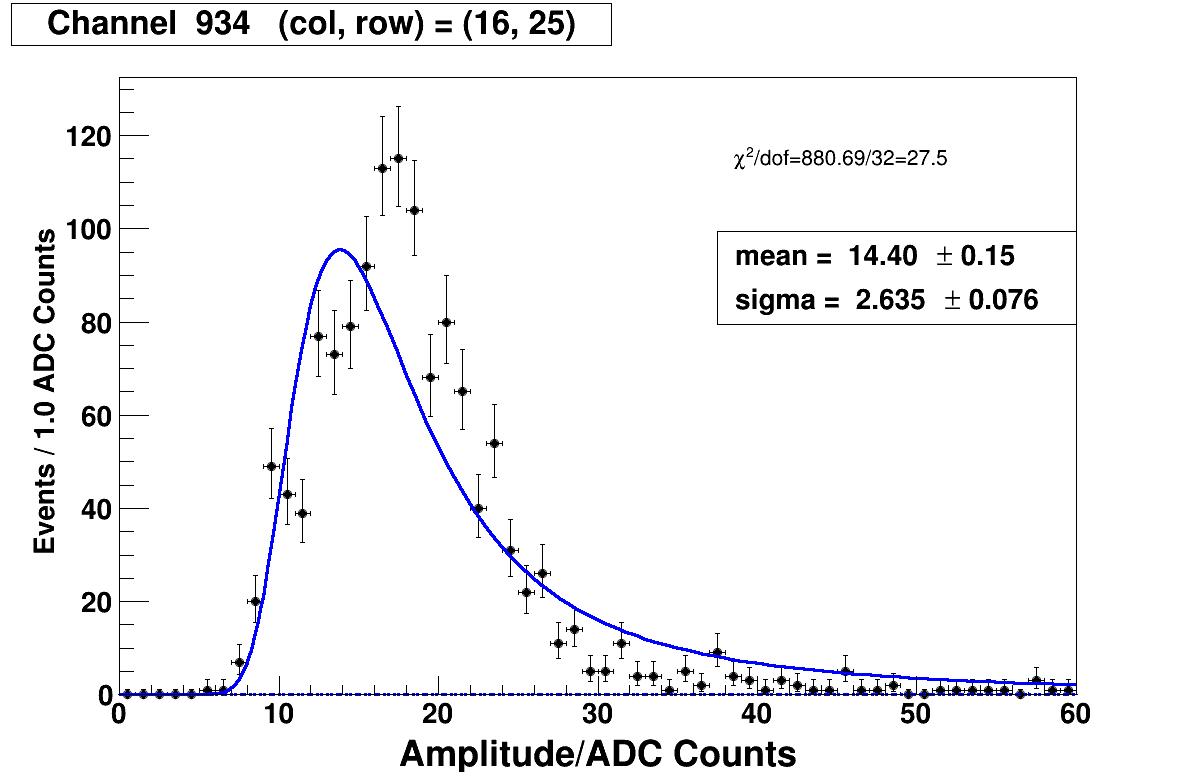 Channel 934 (col, row) = (16, 25)
120
100
80
60
40
20
0
Events / 1.0 ADC Counts
χ²/dof=880.69/32=27.5
mean = 14.40 ± 0.15
sigma = 2.635 ± 0.076
0 10 20 30 40 50 60
Amplitude/ADC Counts